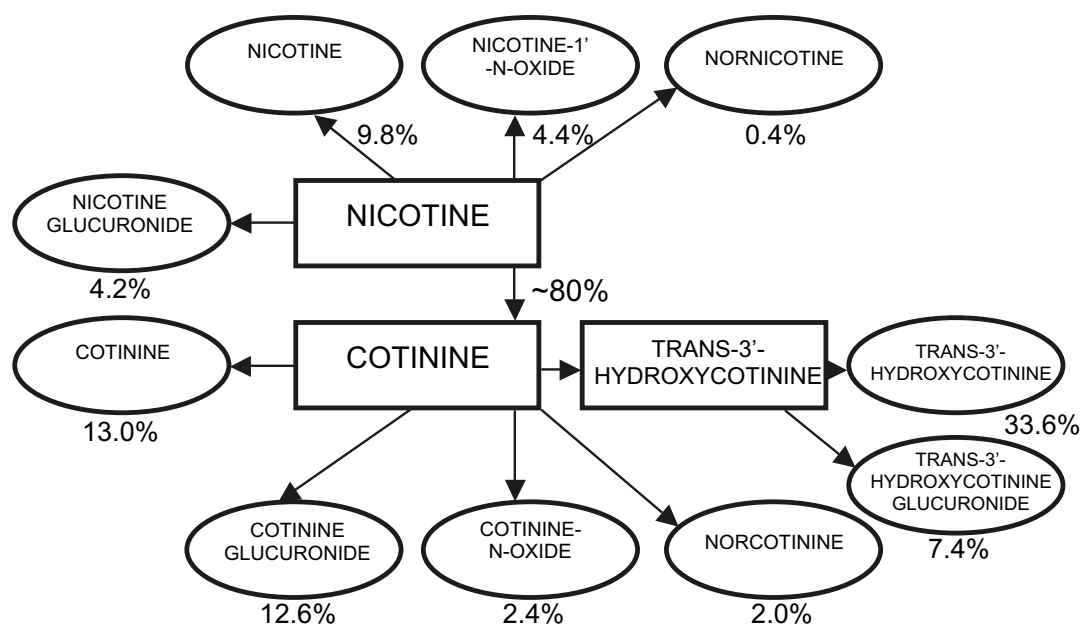 NICOTINE
NICOTINE-1’
-N-OXIDE
NORNICOTINE
9.8%
4.4%
0.4%
NICOTINE
GLUCURONIDE
NICOTINE
4.2%
~80%
COTININE
COTININE
TRANS-3’-
HYDROXYCOTININE
TRANS-3’-
HYDROXYCOTININE
13.0%
33.6%
TRANS-3’-
HYDROXYCOTININE
GLUCURONIDE
7.4%
COTININE
GLUCURONIDE
COTININE-
N-OXIDE
NORCOTININE
12.6%
2.4%
2.0%